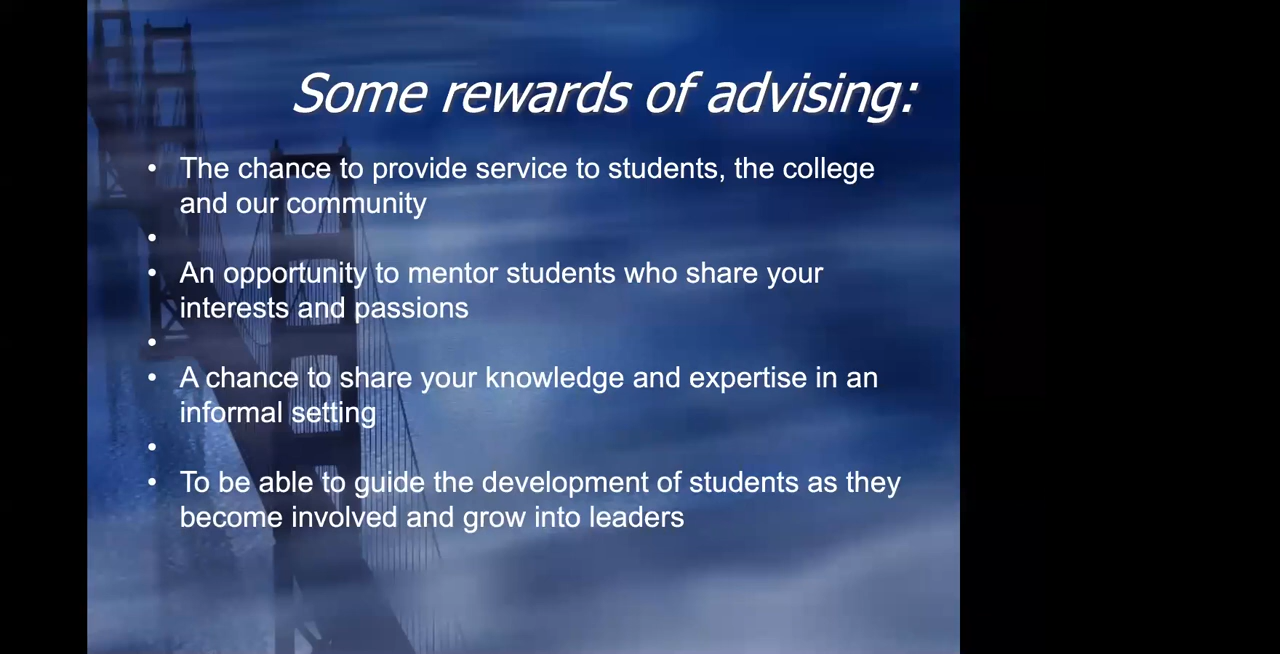 Some rewards of advising:
• The chance to provide service to students, the college
and our community
•
• An opportunity to mentor students who share your
interests and passions
•
• A chance to share your knowledge and expertise in an
informal setting
•
• To be able to guide the development of students as they
become involved and grow into leaders